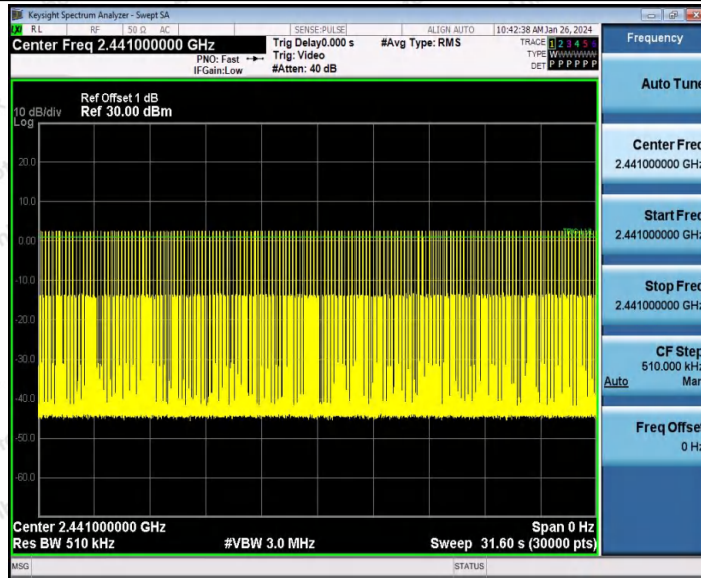 Keysight Spectrum Analyzer - Swept SA
RL RF 50 Ω AC SENSE:PULSE ALIGN AUTO 10:42:38 AM Jan 26, 2024
Center Freq 2.441000000 GHz
PNO: Fast
IFGain:Low
Trig Delay0.000 s
Trig: Video
#Atten: 40 dB
#Avg Type: RMS
TRACE 1 2 3 4 5 6
TYPE WWWWWW
DET P P P P P P
Ref Offset 1 dB
10 dB/div Ref 30.00 dBm
Log
20.0
10.0
0.00
-10.0
-20.0
-30.0
-40.0
-50.0
-60.0
Center 2.441000000 GHz Span 0 Hz
Res BW 510 kHz #VBW 3.0 MHz Sweep 31.60 s (30000 pts)
MSG STATUS
Frequency
Auto Tune
Center Freq
2.441000000 GHz
Start Freq
2.441000000 GHz
Stop Freq
2.441000000 GHz
CF Step
510.000 kHz
Auto Man
Freq Offset
0 Hz